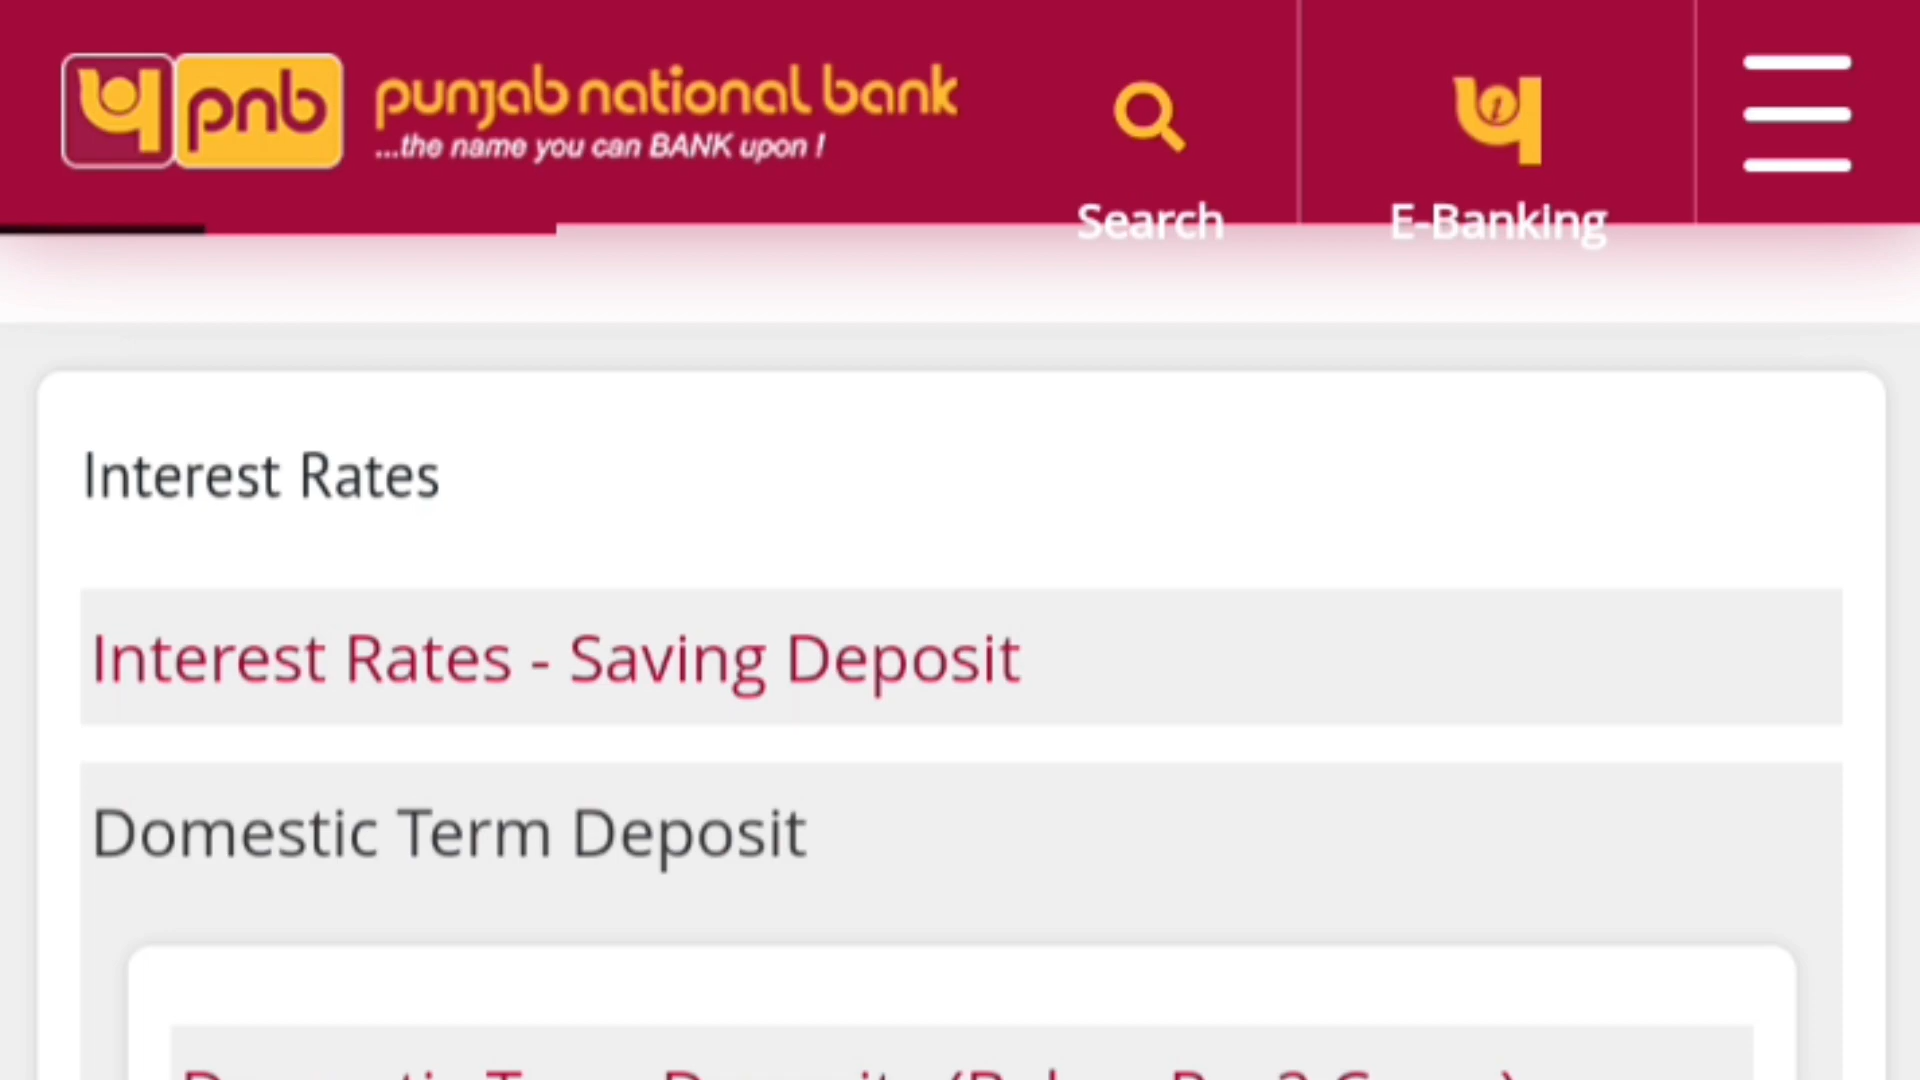 pnb punjab national bank
...the name you can BANK upon !
Search
E-Banking
Interest Rates
Interest Rates - Saving Deposit
Domestic Term Deposit